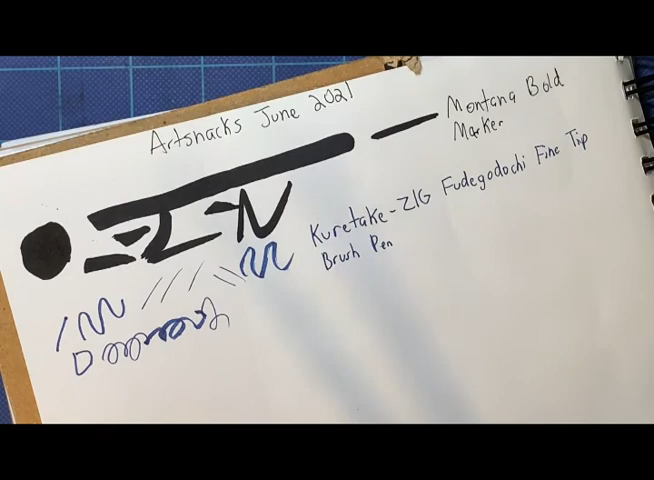 Artsnacks June 2021
Montana Bold
Marker
Kuretake-ZIG Fudegodochi Fine Tip
Brush Pen